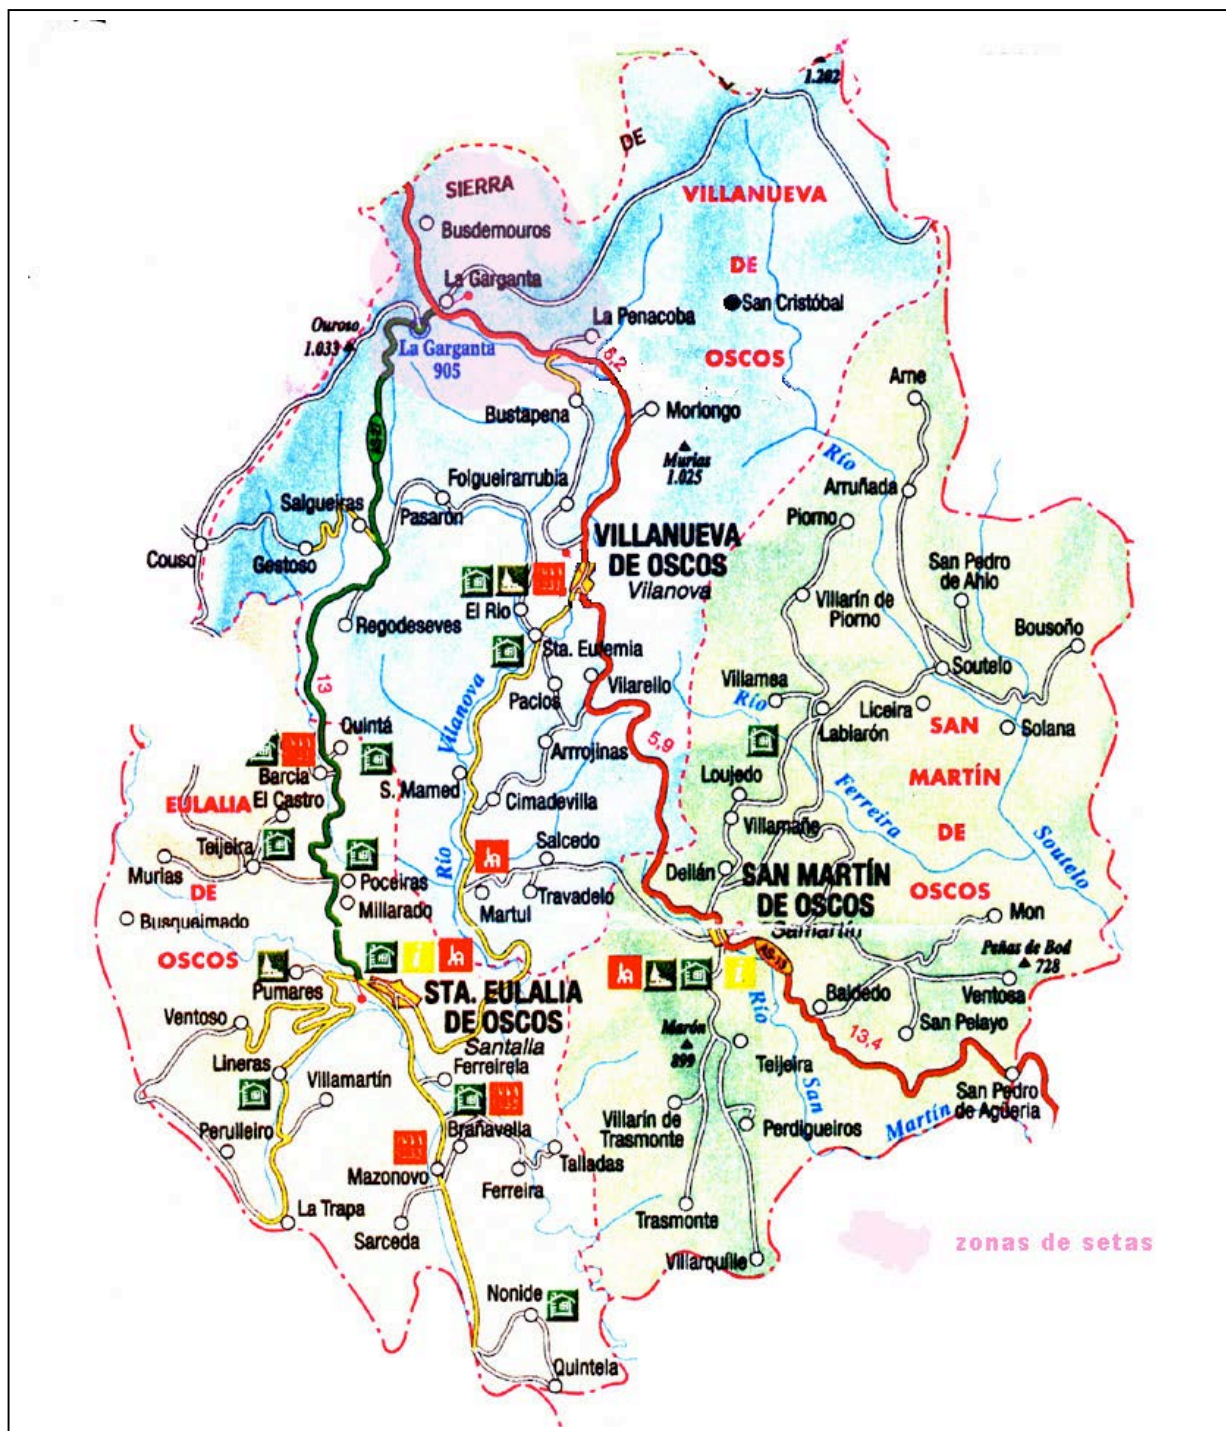 1.202
DE
SIERRA
VILLANUEVA
Busdemouros
DE
La Garganta
San Cristóbal
La Penacoba
Ouroso
1.033
La Garganta
905
8,2
OSCOS
Arne
Bustapena
Morlongo
Murias
1.025
Río
Folgueirarrubia
Arruñada
Salgueiras
Pasarón
Piorno
VILLANUEVA
DE OSCOS
Vilanova
Couso
Gestoso
San Pedro
de Ahio
El Rio
Villarín de
Piorno
Regodeseves
Bousoño
Sta. Eufemia
Soutelo
Vilarello
Villamea
Pacios
Río
Liceira
13
Vilanova
Labiarón
SAN
Solana
Quintá
5,9
Arrojinas
Barcia
S. Mamed
Loujedo
MARTÍN
EULALIA
El Castro
Cimadevilla
Ferreira
Villamañe
DE
Teijeira
Salcedo
Soutelo
Murias
Río
Dellán
SAN MARTÍN
DE OSCOS
Samartín
Poceiras
OSCOS
DE
Millarado
Martul
Travadelo
Busqueimado
Mon
Peñas de Bod
728
OSCOS
AS-13
Pumares
STA. EULALIA
DE OSCOS
Santalla
Río
Baldedo
Ventosa
Ventoso
San Pelayo
Marón
899
13,4
Lineras
Ferreirela
Teijeira
Villamartín
San
San Pedro
de Agüeria
Villarín de
Trasmonte
Martín
Perulleiro
Brañavella
Perdigueiros
Mazonovo
Talladas
Ferreira
La Trapa
Trasmonte
Sarceda
zonas de setas
Villarquille
Nonide
Quintela